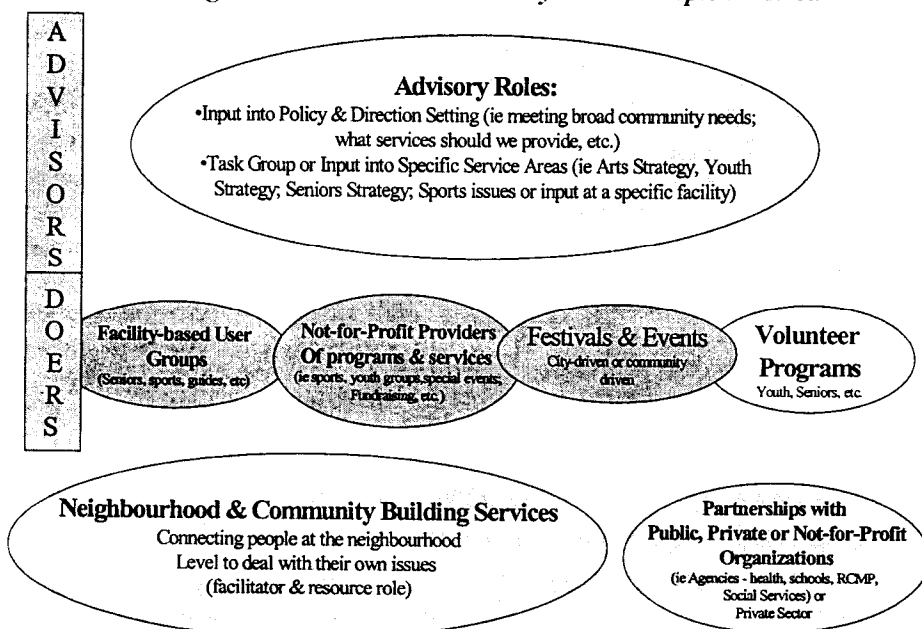 ADVISORS
Advisory Roles:
•Input into Policy & Direction Setting (ie meeting broad community needs;
what services should we provide, etc.)
•Task Group or Input into Specific Service Areas (ie Arts Strategy, Youth
Strategy; Seniors Strategy; Sports issues or input at a specific facility)
DOERS
Facility-based User
Groups
(Seniors, sports, guides, etc)
Not-for-Profit Providers
Of programs & services
(ie sports, youth groups,special events,
Fundraising, etc.)
Festivals & Events
City-driven or community
driven
Volunteer
Programs
Youth, Seniors, etc.
Neighbourhood & Community Building Services
Connecting people at the neighbourhood
Level to deal with their own issues
(facilitator & resource role)
Partnerships with
Public, Private or Not-for-Profit
Organizations
(ie Agencies - health, schools, RCMP,
Social Services) or
Private Sector